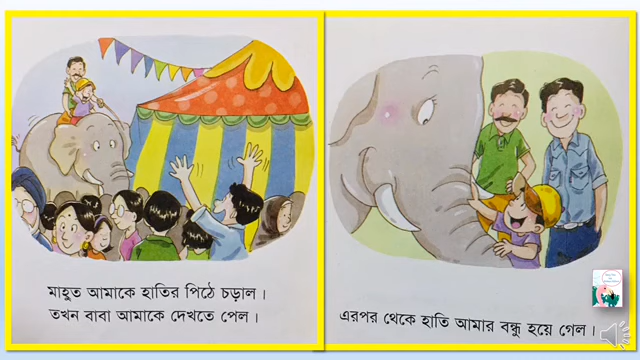 মাহুত আমাকে হাতির পিঠে চড়াল।
তখন বাবা আমাকে দেখতে পেল।
এরপর থেকে হাতি আমার বন্ধু হয়ে গেল।